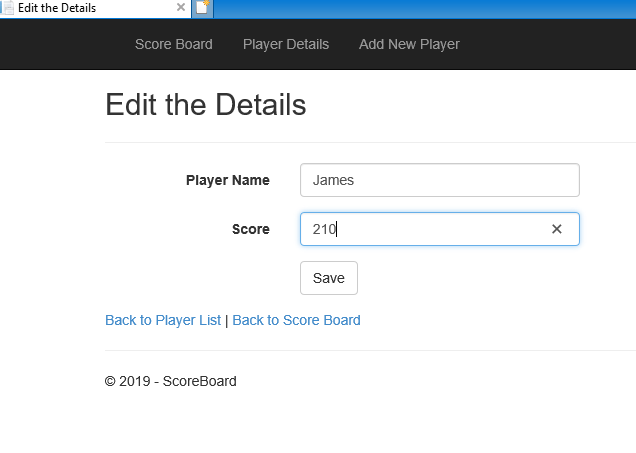 Edit the Details
Score Board Player Details Add New Player
Edit the Details
Player Name James
Score 210
Save
Back to Player List | Back to Score Board
© 2019 - ScoreBoard